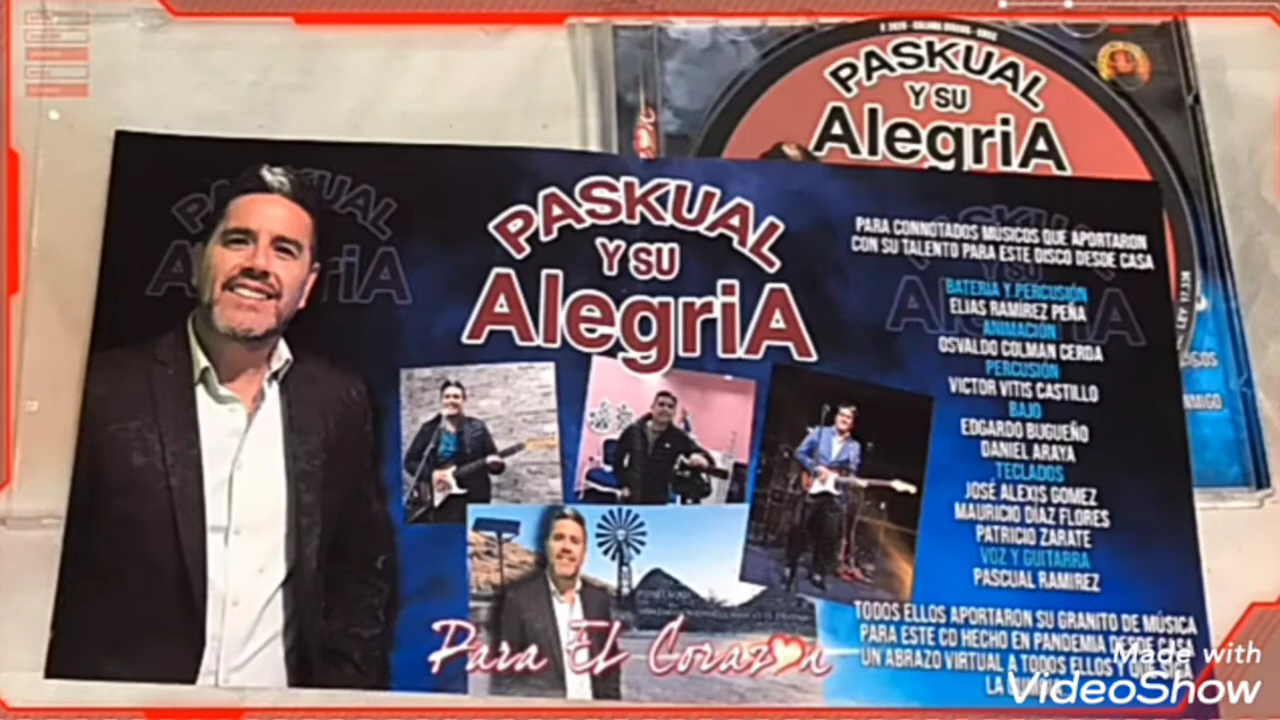 PASKUAL
Y SU
AlegriA
PASKUAL
Y SU
AlegriA
Para El Corazón
PARA CONNOTADOS MÚSICOS QUE APORTARON
CON SU TALENTO PARA ESTE DISCO DESDE CASA
BATERIA Y PERCUSIÓN
ELIAS RAMÍREZ PEÑA
ANIMACIÓN
OSVALDO COLMAN CERDA
PERCUSIÓN
VICTOR VITIS CASTILLO
BAJO
EDGARDO BUGUEÑO
DANIEL ARAYA
TECLADOS
JOSÉ ALEXIS GOMEZ
MAURICIO DÍAZ FLORES
PATRICIO ZARATE
VOZ Y GUITARRA
PASCUAL RAMIREZ
TODOS ELLOS APORTARON SU GRANITO DE MÚSICA
PARA ESTE CD HECHO EN PANDEMIA DESDE CASA
UN ABRAZO VIRTUAL A TODOS ELLOS
LA
Made with
VideoShow